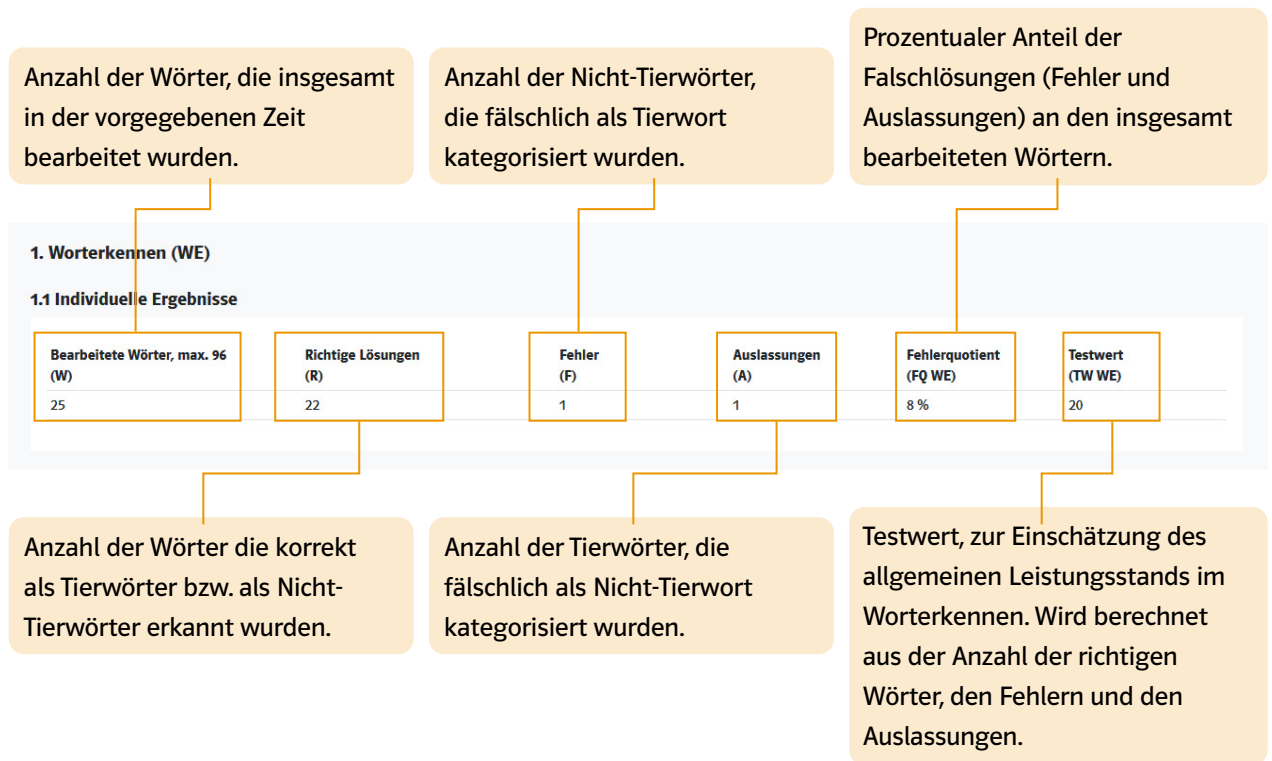 Anzahl der Wörter, die insgesamt
in der vorgegebenen Zeit
bearbeitet wurden.
Anzahl der Nicht-Tierwörter,
die fälschlich als Tierwort
kategorisiert wurden.
Prozentualer Anteil der
Falschlösungen (Fehler und
Auslassungen) an den insgesamt
bearbeiteten Wörtern.
1. Worterkennen (WE)
1.1 Individuelle Ergebnisse
Bearbeitete Wörter, max. 96
(W)
Richtige Lösungen
(R)
Fehler
(F)
Auslassungen
(A)
Fehlerquotient
(FQ WE)
Testwert
(TW WE)
25 22 1 1 8 % 20
Anzahl der Wörter die korrekt
als Tierwörter bzw. als Nicht-
Tierwörter erkannt wurden.
Anzahl der Tierwörter, die
fälschlich als Nicht-Tierwort
kategorisiert wurden.
Testwert, zur Einschätzung des
allgemeinen Leistungsstands im
Worterkennen. Wird berechnet
aus der Anzahl der richtigen
Wörter, den Fehlern und den
Auslassungen.